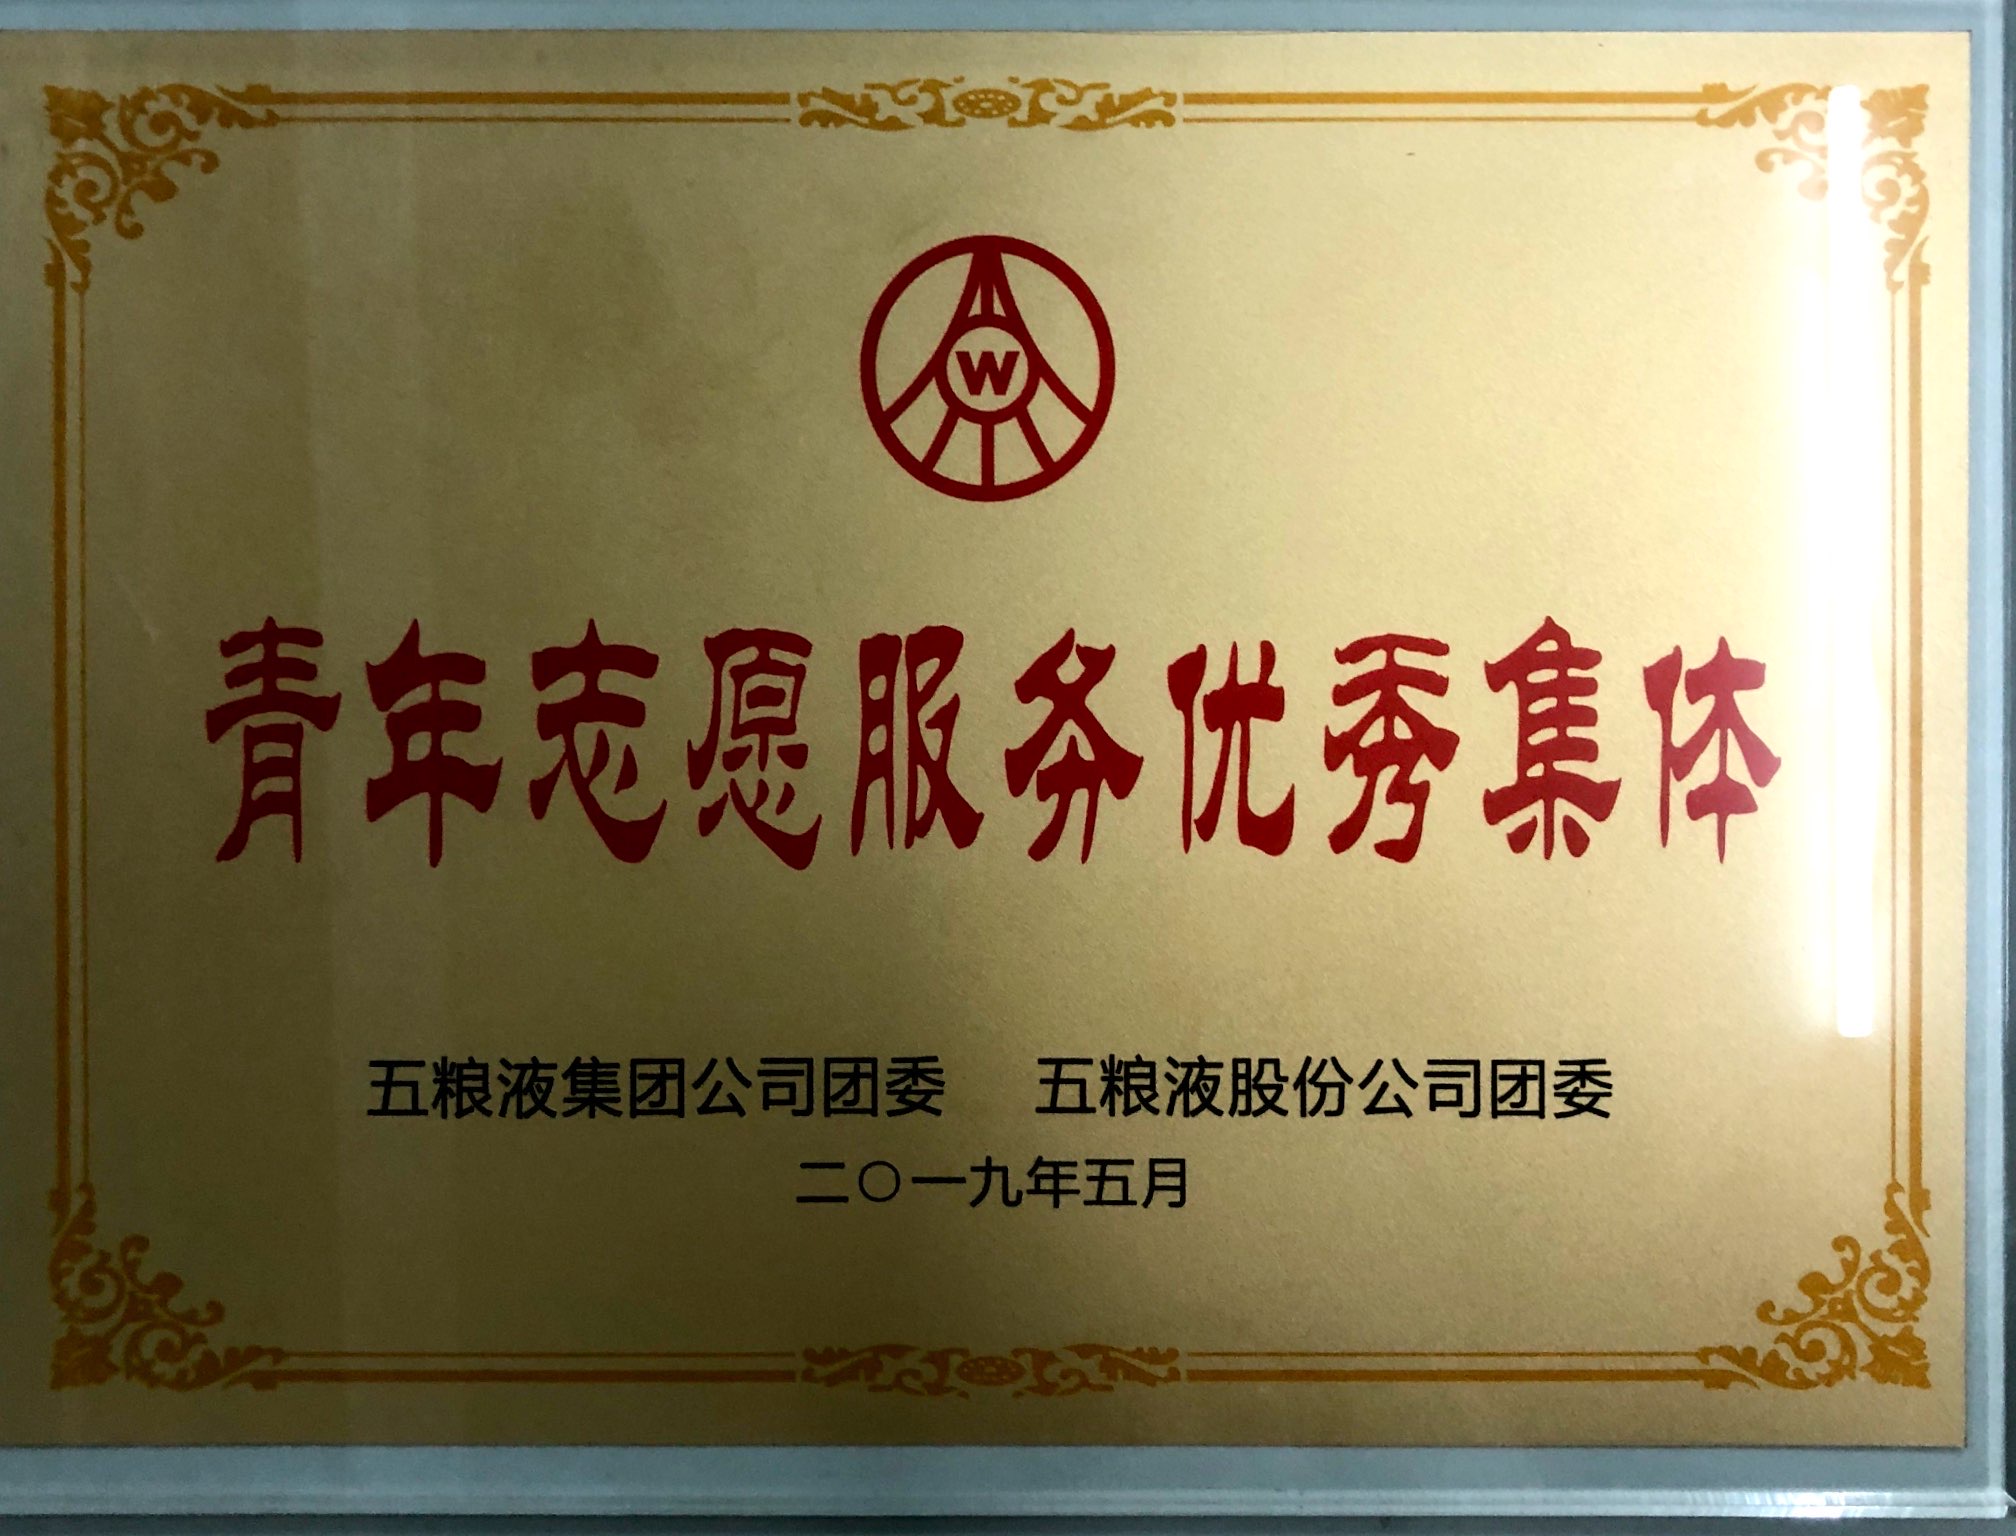 W
青年志愿服务优秀集体
五粮液集团公司团委 五粮液股份公司团委
二〇一九年五月